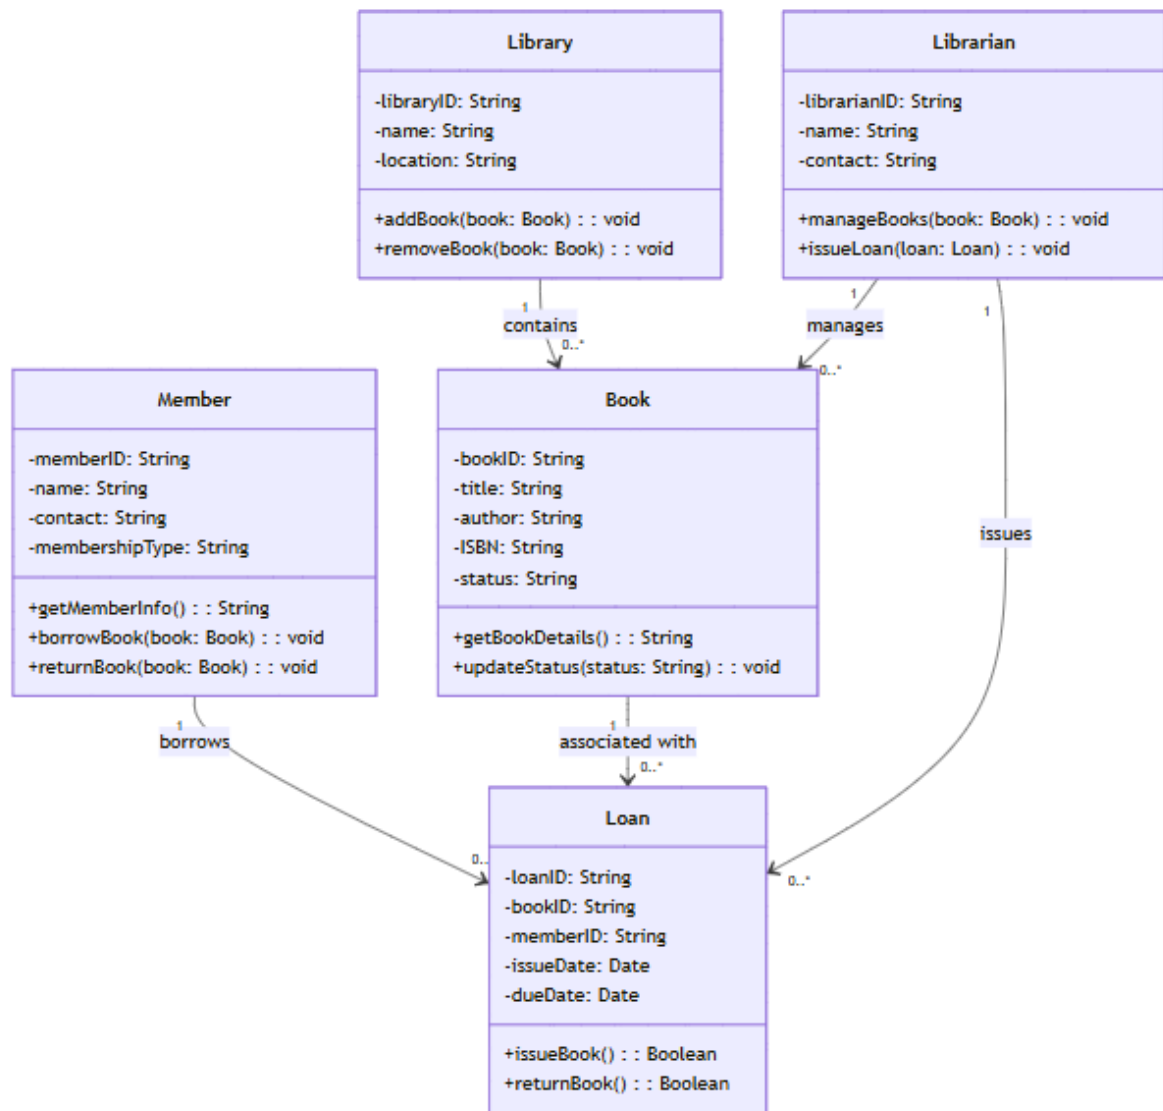 Library
-libraryID: String
-name: String
-location: String
+addBook(book: Book) : : void
+removeBook(book: Book) : : void
Librarian
-librarianID: String
-name: String
-contact: String
+manageBooks(book: Book) : : void
+issueLoan(loan: Loan) : : void
1
contains
0..*
1
manages
0..*
1
issues
0..*
Member
-memberID: String
-name: String
-contact: String
-membershipType: String
+getMemberInfo() : : String
+borrowBook(book: Book) : : void
+returnBook(book: Book) : : void
Book
-bookID: String
-title: String
-author: String
-ISBN: String
-status: String
+getBookDetails() : : String
+updateStatus(status: String) : : void
1
borrows
0..
1
associated with
0..*
Loan
-loanID: String
-bookID: String
-memberID: String
-issueDate: Date
-dueDate: Date
+issueBook() : : Boolean
+returnBook() : : Boolean